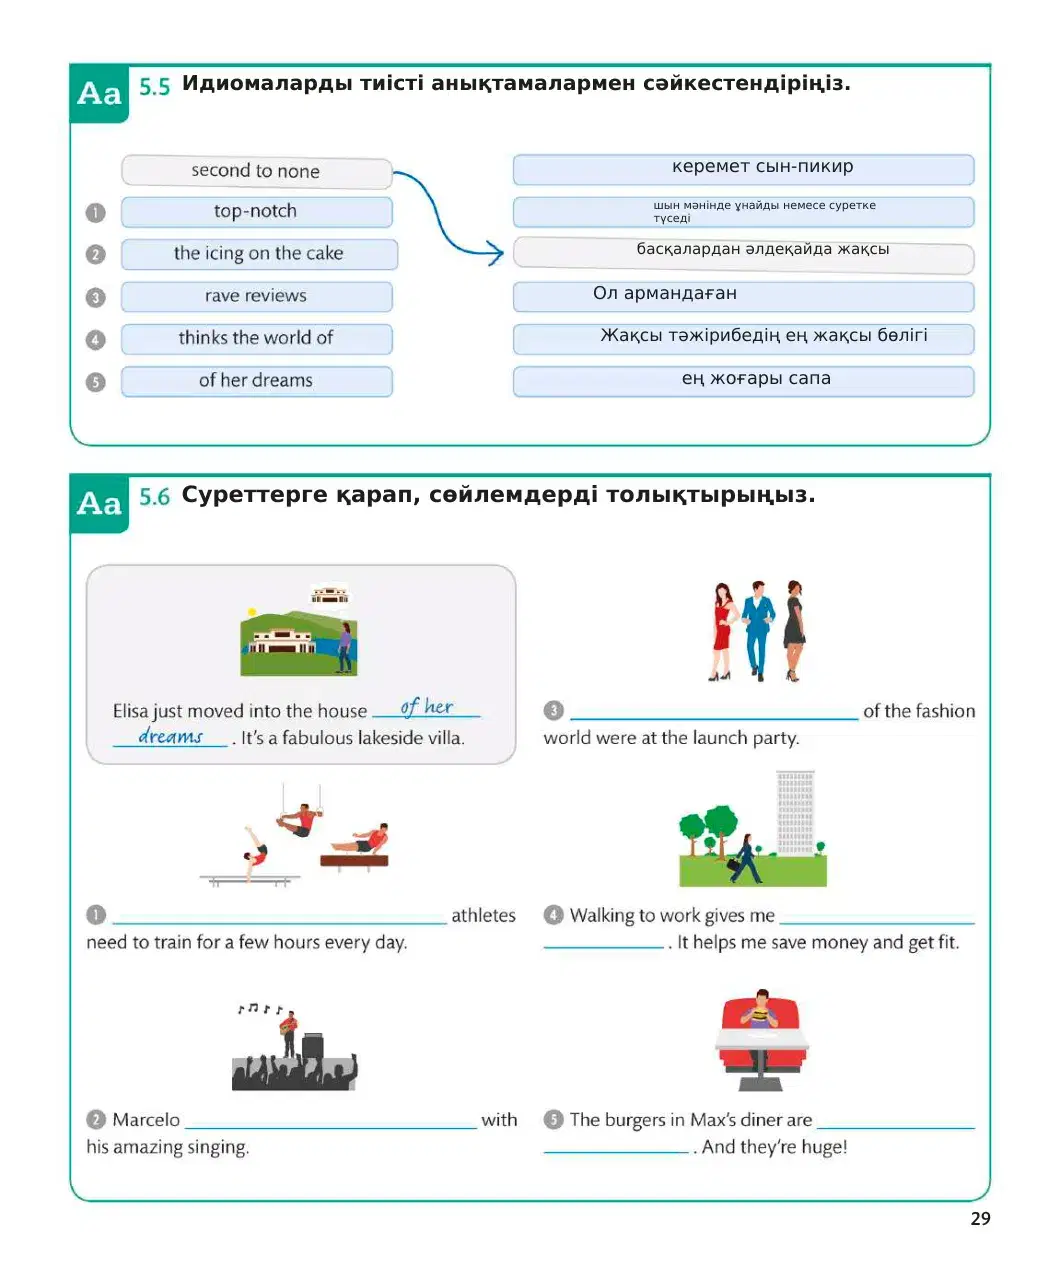 Aa 5.5 Идиомаларды тиісті анықтамалармен сәйкестендіріңіз.
second to none
керемет сын-пикир
1 top-notch
шын мәнінде ұнайды немесе суретке
түседі
2 the icing on the cake
басқалардан әлдеқайда жақсы
3 rave reviews
Ол армандаған
4 thinks the world of
Жақсы тәжірибедің ең жақсы бөлігі
5 of her dreams
ең жоғары сапа
Aa 5.6 Суреттерге қарап, сөйлемдерді толықтырыңыз.
Elisa just moved into the house of her
dreams . It's a fabulous lakeside villa.
1 athletes
need to train for a few hours every day.
2 Marcelo with
his amazing singing.
3 of the fashion
world were at the launch party.
4 Walking to work gives me
. It helps me save money and get fit.
5 The burgers in Max's diner are
. And they're huge!
29